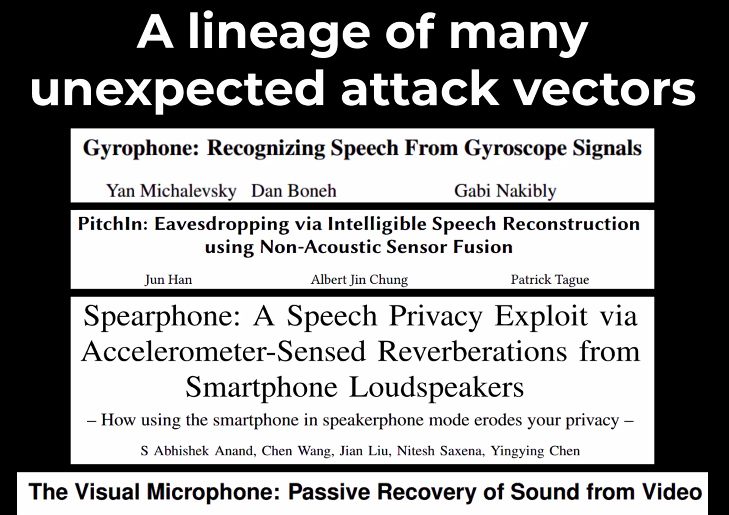 A lineage of many
unexpected attack vectors
Gyrophone: Recognizing Speech From Gyroscope Signals
Yan Michalevsky Dan Boneh Gabi Nakibly
PitchIn: Eavesdropping via Intelligible Speech Reconstruction
using Non-Acoustic Sensor Fusion
Jun Han Albert Jin Chung Patrick Tague
Spearphone: A Speech Privacy Exploit via
Accelerometer-Sensed Reverberations from
Smartphone Loudspeakers
– How using the smartphone in speakerphone mode erodes your privacy –
S Abhishek Anand, Chen Wang, Jian Liu, Nitesh Saxena, Yingying Chen
The Visual Microphone: Passive Recovery of Sound from Video